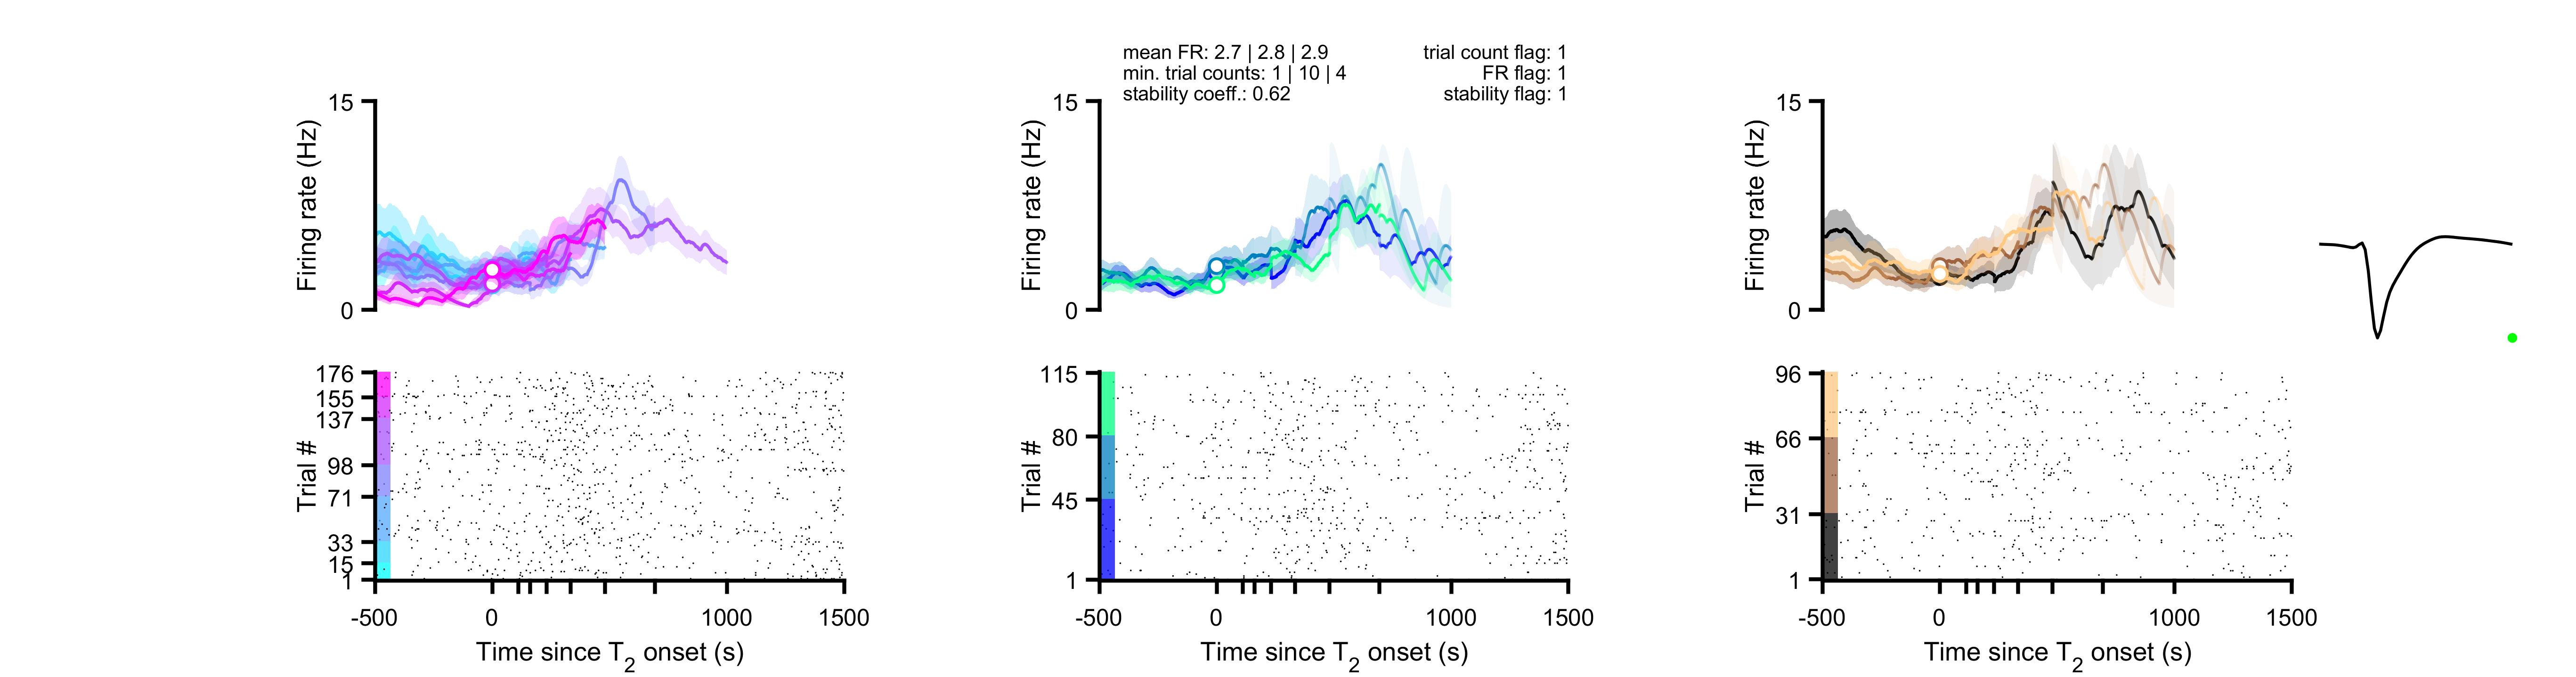 mean FR: 2.7 | 2.8 | 2.9
min. trial counts: 1 | 10 | 4
stability coeff.: 0.62
trial count flag: 1
FR flag: 1
stability flag: 1
15
Firing rate (Hz)
0
15
Firing rate (Hz)
0
15
Firing rate (Hz)
0
176
155
137
98
71
33
15
1
Trial #
-500
0
1000
1500
Time since T2 onset (s)
115
80
45
1
Trial #
-500
0
1000
1500
Time since T2 onset (s)
96
66
31
1
Trial #
-500
0
1000
1500
Time since T2 onset (s)